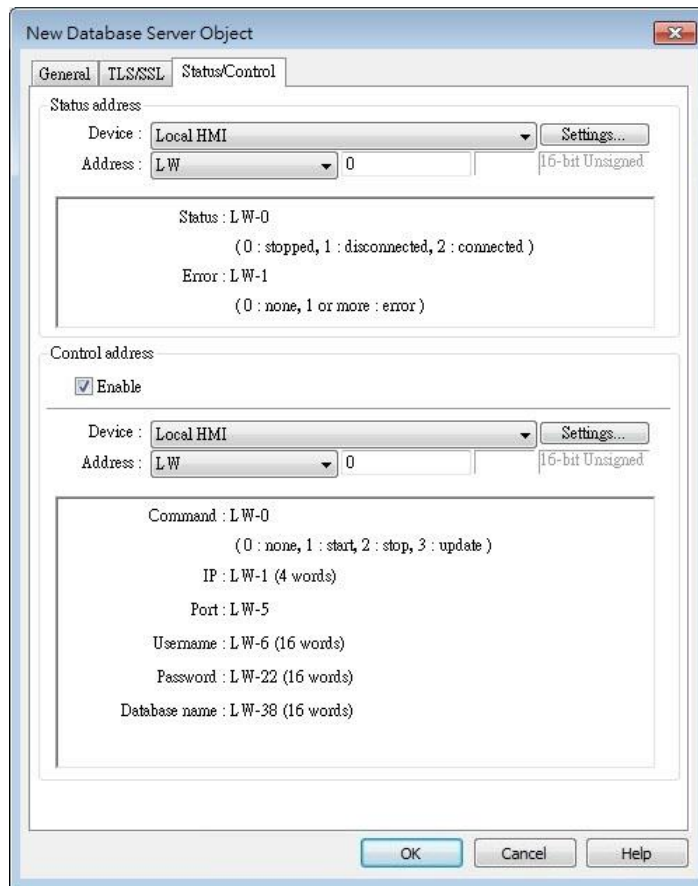 New Database Server Object
General TLS/SSL Status/Control
Status address
Device : Local HMI Settings...
Address : LW 0 16-bit Unsigned
Status : LW-0
( 0 : stopped, 1 : disconnected, 2 : connected )
Error : LW-1
( 0 : none, 1 or more : error )
Control address
Enable
Device : Local HMI Settings...
Address : LW 0 16-bit Unsigned
Command : LW-0
( 0 : none, 1 : start, 2 : stop, 3 : update )
IP : LW-1 (4 words)
Port : LW-5
Username : LW-6 (16 words)
Password : LW-22 (16 words)
Database name : LW-38 (16 words)
OK Cancel Help